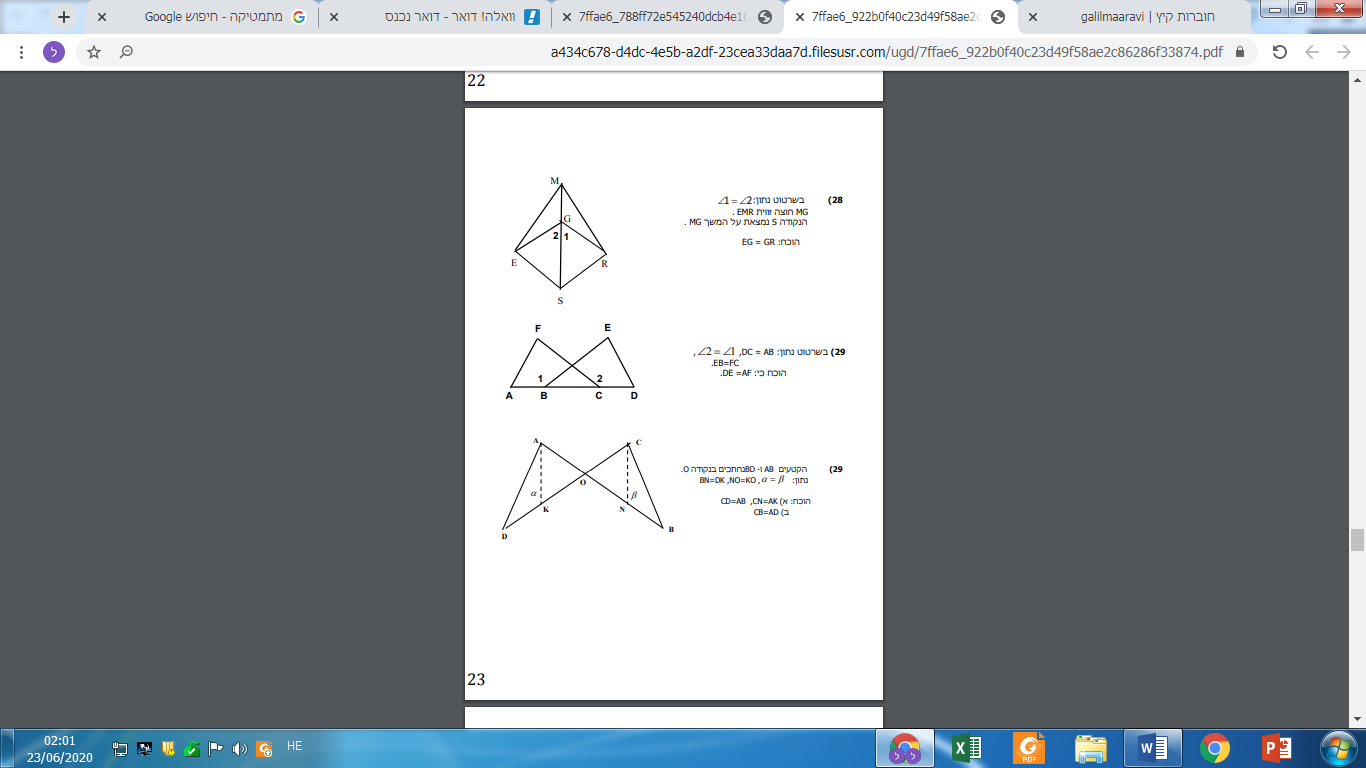 מתמטיקה - חיפוש Google
וואלה! דואר - דואר נכנס
7ffae6_788ff72e545240dcb4e10
7ffae6_922b0f40c23d49f58ae2c
חוברות קיץ | galilmaaravi
a434c678-d4dc-4e5b-a2df-23cea33daa7d.filesusr.com/ugd/7ffae6_922b0f40c23d49f58ae2c86286f33874.pdf
22
(28 בשרטוט נתון: ∠1 = ∠2
MG חוצה זווית EMR .
הנקודה S נמצאת על המשך MG .
הוכח: EG = GR
M
G
2 1
E R
S
29) בשרטוט נתון: DC = AB, ∠2 = ∠1 ,
EB=FC.
הוכח כי: DE =AF.
F E
1 2
A B C D
(29 הקטעים AB ו- BDנחתכים בנקודה O.
נתון: BN=DK ,NO=KO , α = β
הוכח: א) CD=AB ,CN=AK
ב) CB=AD
A C
O
α β
K N
D B
23
HE
02:01
23/06/2020